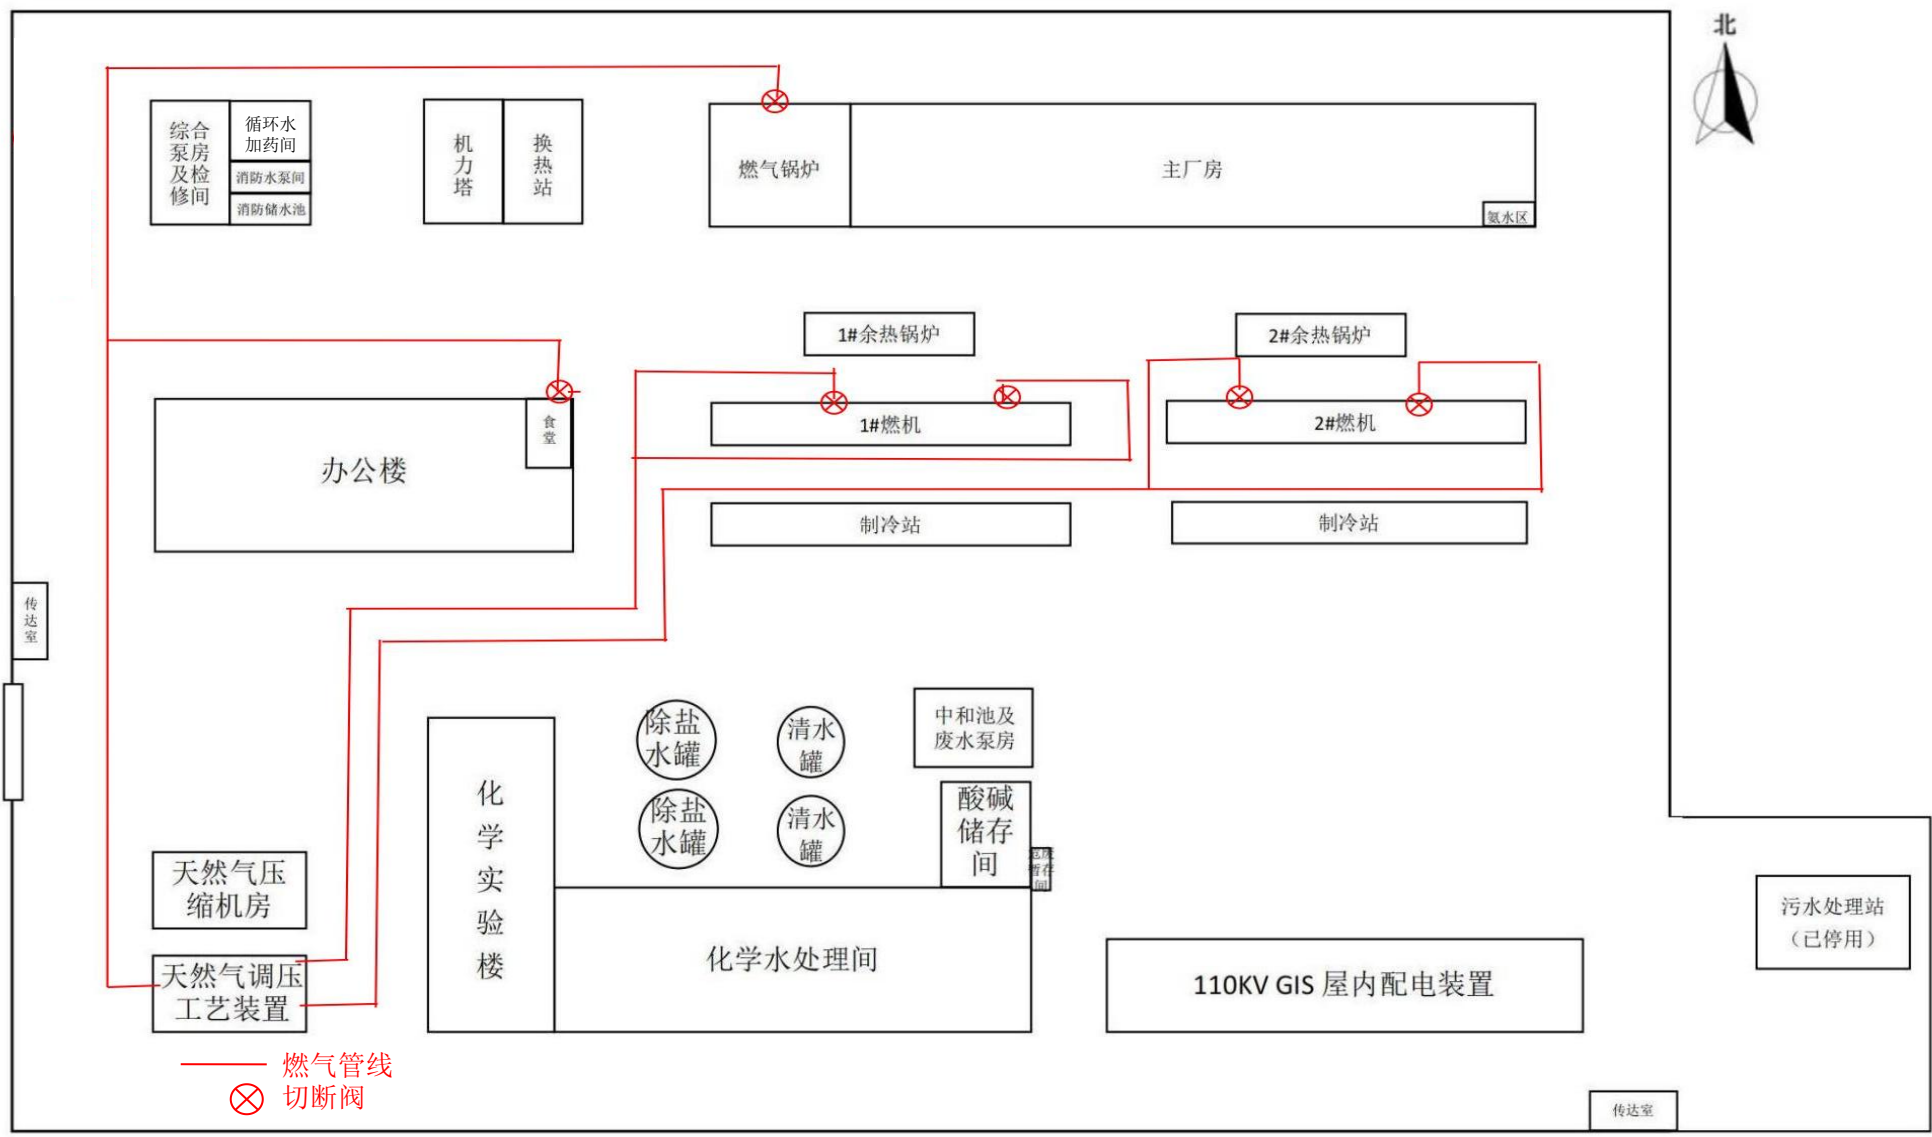 北
综合
泵房
及检
修间
循环水
加药间
消防水泵间
消防储水池
机
力
塔
换
热
站
燃气锅炉
主厂房
氨水区
1#余热锅炉
2#余热锅炉
食
堂
办公楼
1#燃机
2#燃机
制冷站
制冷站
传
达
室
除盐
水罐
清水
罐
中和池及
废水泵房
化
学
实
验
楼
除盐
水罐
清水
罐
酸碱
储存
间
危废
暂存
间
天然气压
缩机房
污水处理站
（已停用）
天然气调压
工艺装置
化学水处理间
110KV GIS 屋内配电装置
燃气管线
切断阀
传达室